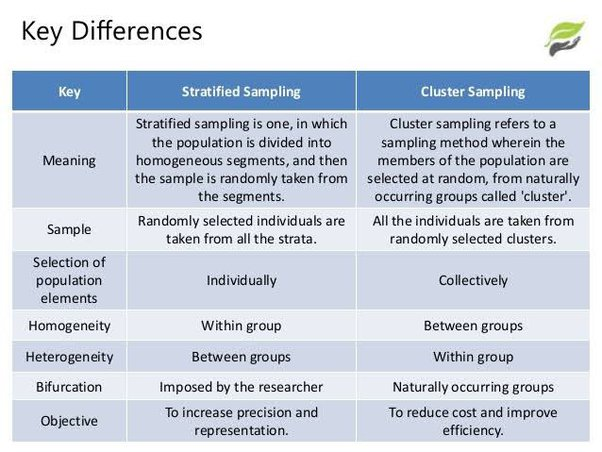 Key Differences
Key
Stratified Sampling
Cluster Sampling
Meaning
Stratified sampling is one, in which
the population is divided into
homogeneous segments, and then
the sample is randomly taken from
the segments.
Cluster sampling refers to a
sampling method wherein the
members of the population are
selected at random, from naturally
occurring groups called 'cluster'.
Sample
Randomly selected individuals are
taken from all the strata.
All the individuals are taken from
randomly selected clusters.
Selection of
population
elements
Individually
Collectively
Homogeneity
Within group
Between groups
Heterogeneity
Between groups
Within group
Bifurcation
Imposed by the researcher
Naturally occurring groups
Objective
To increase precision and
representation.
To reduce cost and improve
efficiency.